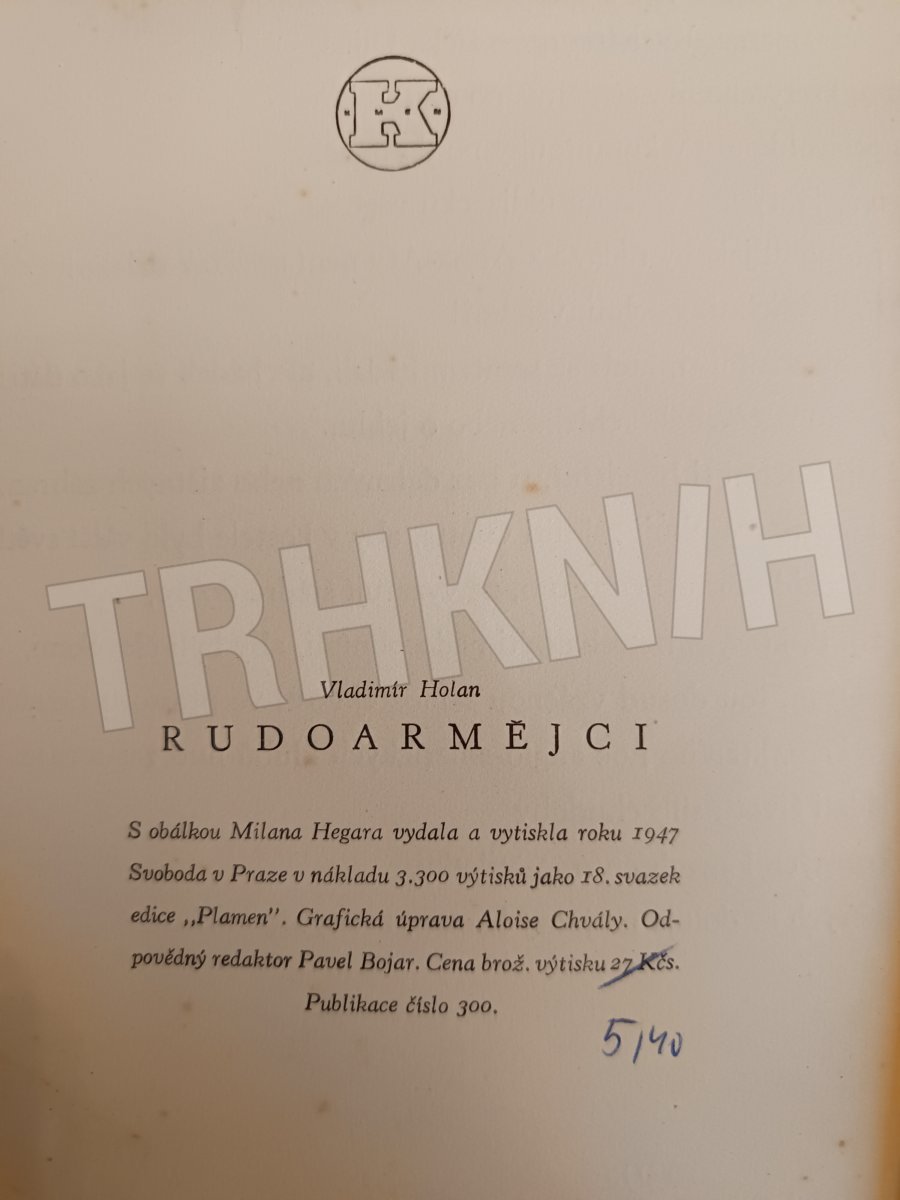 K
TRHKNIH
Vladimír Holan
RUDOARMĚJCI
S obálkou Milana Hegara vydala a vytiskla roku 1947
Svoboda v Praze v nákladu 3.300 výtisků jako 18. svazek
edice „Plamen”. Grafická úprava Aloise Chvály. Od-
povědný redaktor Pavel Bojar. Cena brož. výtisku 27 Kčs.
Publikace číslo 300.
5/40